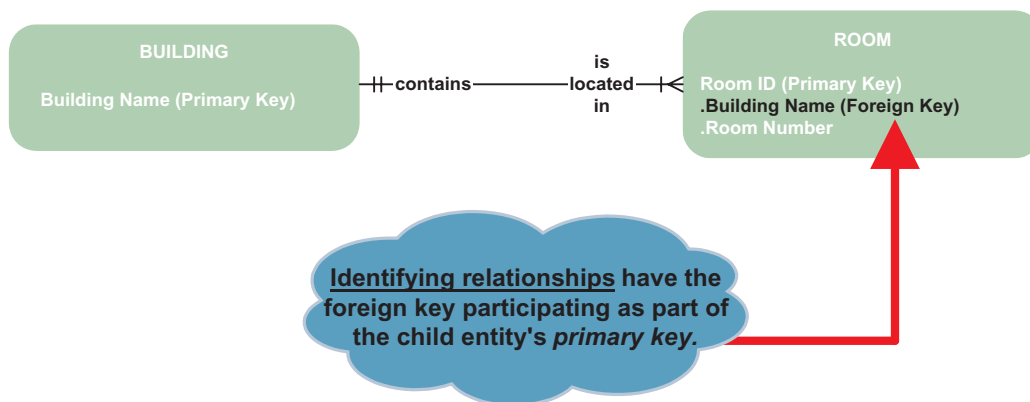 BUILDING
Building Name (Primary Key)
contains
is
located
in
ROOM
Room ID (Primary Key)
.Building Name (Foreign Key)
.Room Number
Identifying relationships have the
foreign key participating as part of
the child entity's primary key.